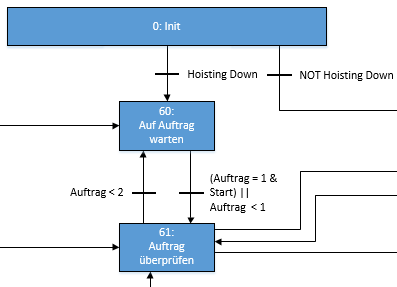 0: Init
Hoisting Down
NOT Hoisting Down
60:
Auf Auftrag
warten
Auftrag < 2
(Auftrag = 1 &
Start) ||
Auftrag < 1
61:
Auftrag
überprüfen